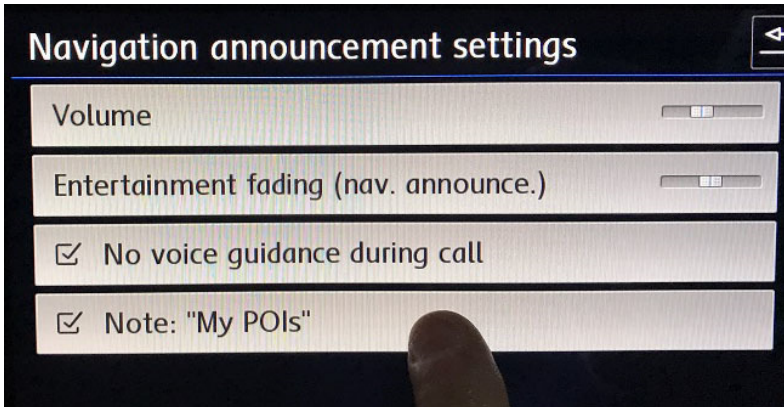 Navigation announcement settings
Volume
Entertainment fading (nav. announce.)
No voice guidance during call
Note: "My POIs"